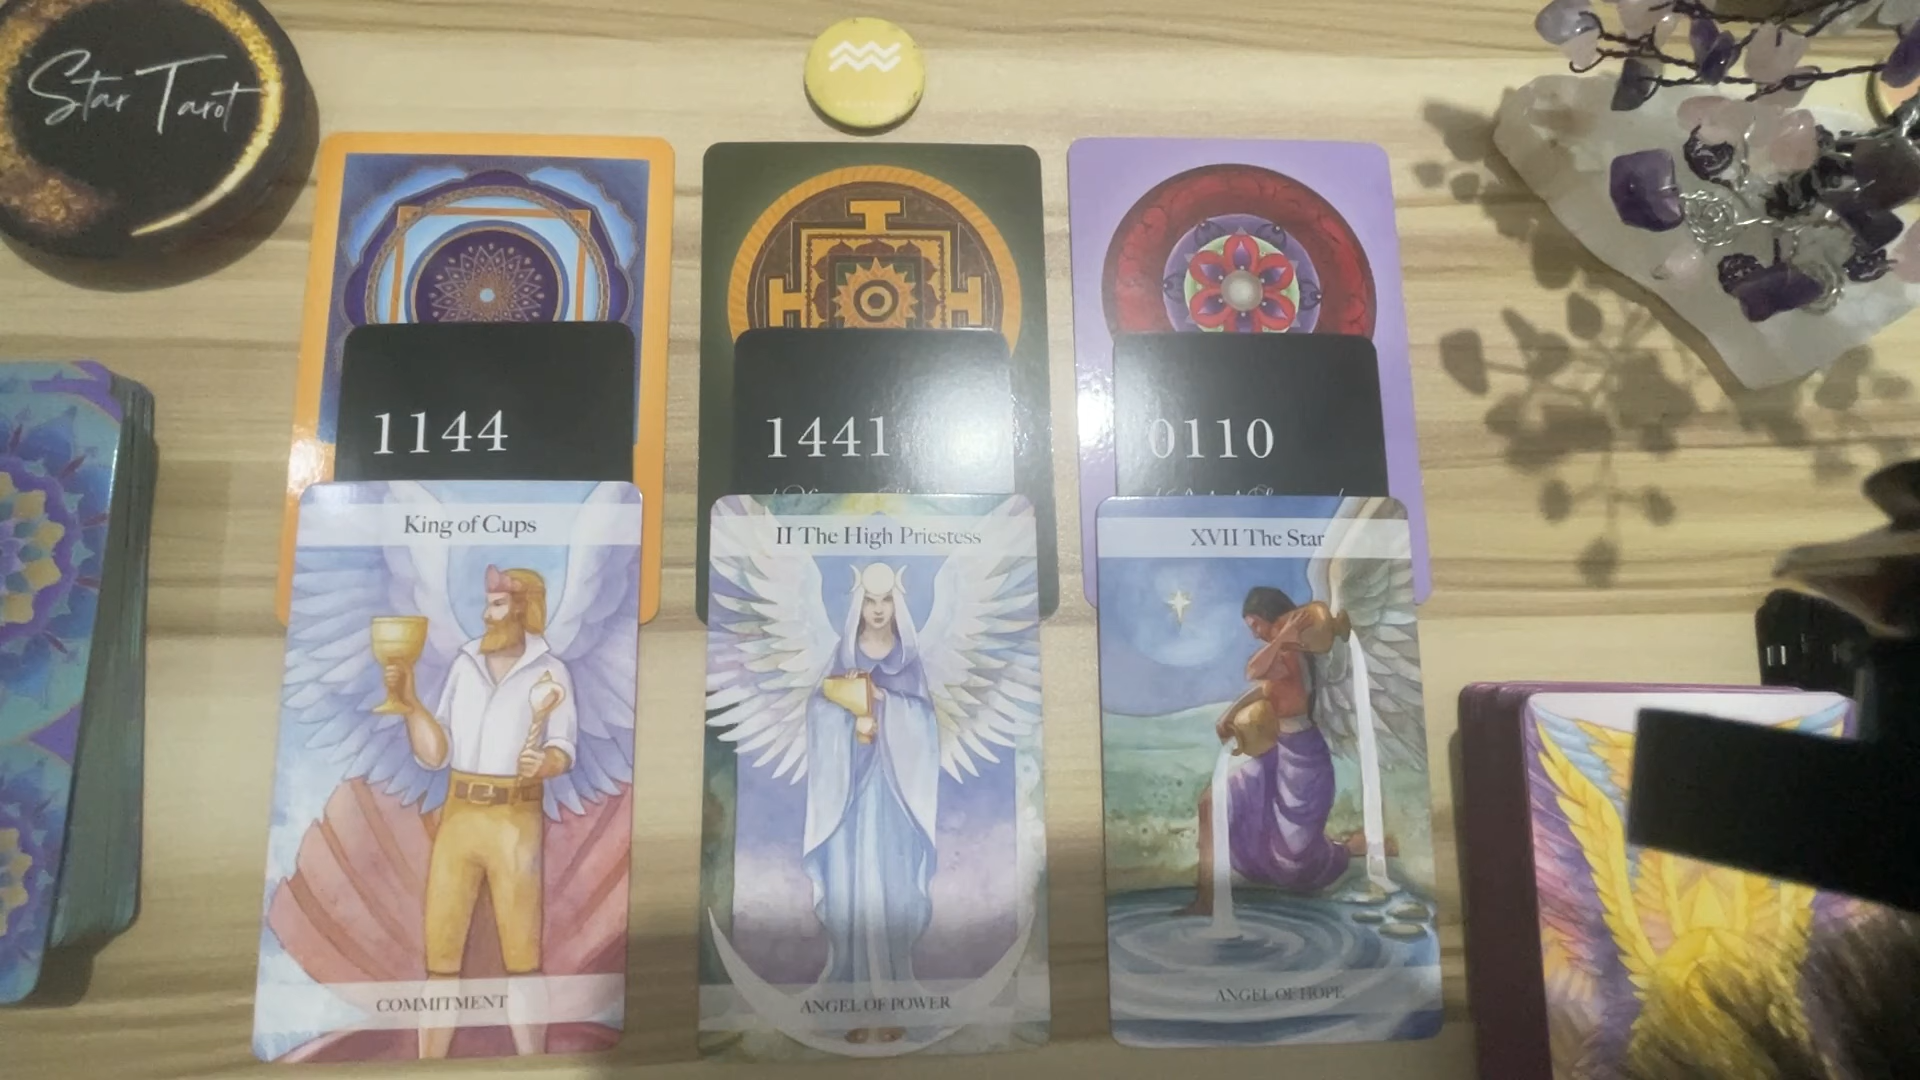 Star Tarot
1144
1441
0110
King of Cups
II The High Priestess
XVII The Star
COMMITMENT
ANGEL OF POWER
ANGEL OF HOPE